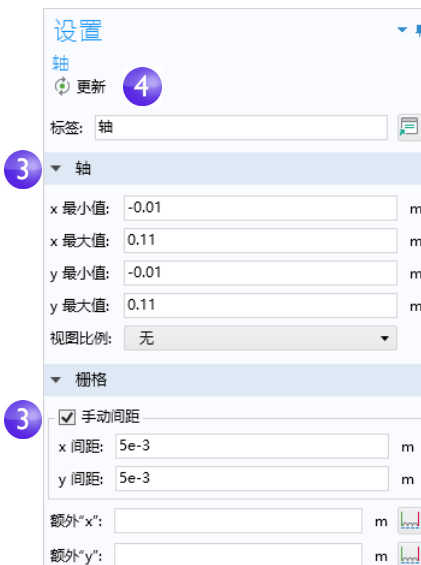 设置
轴
更新 4
标签: 轴
3 轴
x 最小值: -0.01 m
x 最大值: 0.11 m
y 最小值: -0.01 m
y 最大值: 0.11 m
视图比例: 无
栅格
3 手动间距
x 间距: 5e-3 m
y 间距: 5e-3 m
额外“x”: m
额外“y”: m